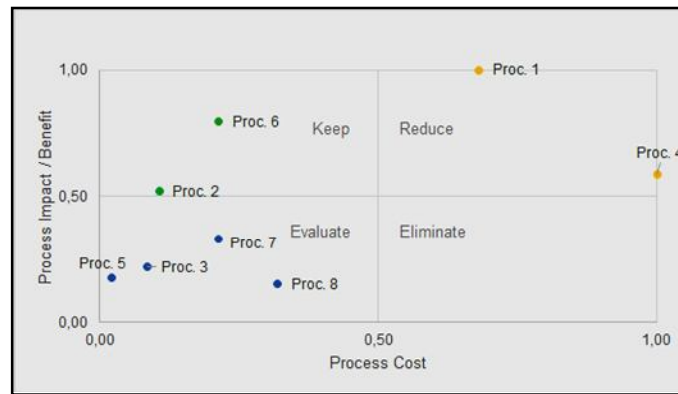 1,00
Proc. 1
Proc. 6
Keep
Reduce
Proc. 4
0,50
Proc. 2
Evaluate
Eliminate
Proc. 7
Proc. 5
Proc. 3
Proc. 8
0,00
0,00
0,50
1,00
Process Cost
Process Impact / Benefit